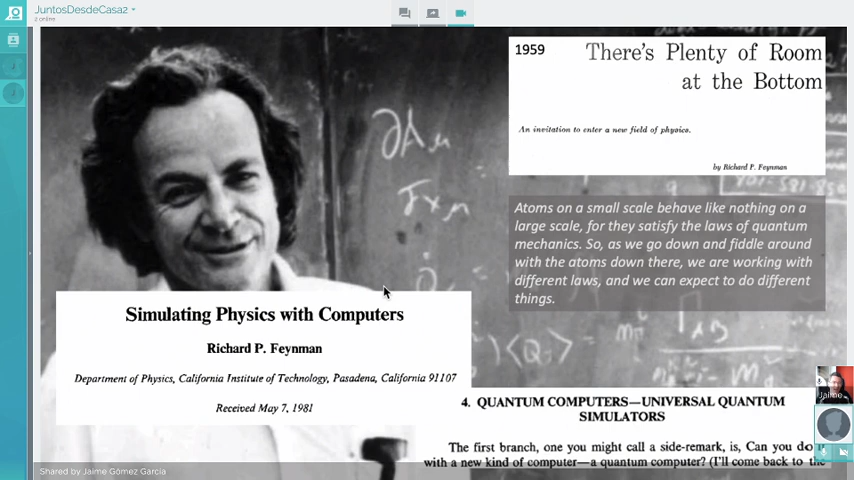 JuntosDesdeCasa2
2 online
1959
There's Plenty of Room
at the Bottom
An invitation to enter a new field of physics.
by Richard P. Feynman
Atoms on a small scale behave like nothing on a
large scale, for they satisfy the laws of quantum
mechanics. So, as we go down and fiddle around
with the atoms down there, we are working with
different laws, and we can expect to do different
things.
Simulating Physics with Computers
Richard P. Feynman
Department of Physics, California Institute of Technology, Pasadena, California 91107
Received May 7, 1981
4. QUANTUM COMPUTERS—UNIVERSAL QUANTUM
SIMULATORS
The first branch, one you might call a side-remark, is, Can you do
with a new kind of computer—a quantum computer? (I'll come back to the
Jaime
Shared by Jaime Gómez García